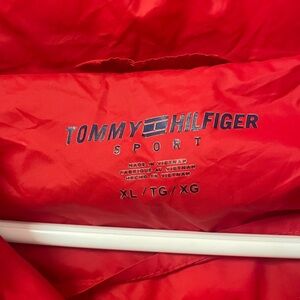 TOMMY HILFIGER
SPORT
MADE IN VIETNAM
FABRIQUÉ AU VIETNAM
HECHO EN VIETNAM
XL / TG / XG